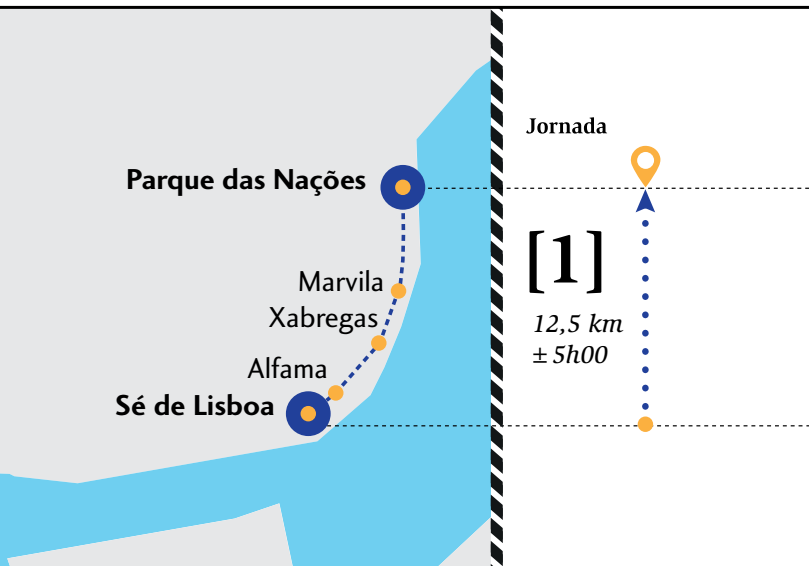 Parque das Nações
Marvila
Xabregas
Alfama
Sé de Lisboa
Jornada
[1]
12,5 km
± 5h00